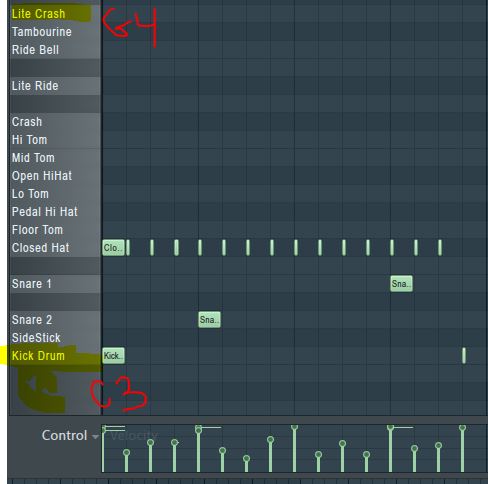 Lite Crash
G4
Tambourine
Ride Bell
Lite Ride
Crash
Hi Tom
Mid Tom
Open HiHat
Lo Tom
Pedal Hi Hat
Floor Tom
Closed Hat
Clo..
Snare 1
Sna..
Snare 2
Sna..
SideStick
Kick Drum
Kick..
C3
Control
Velocity